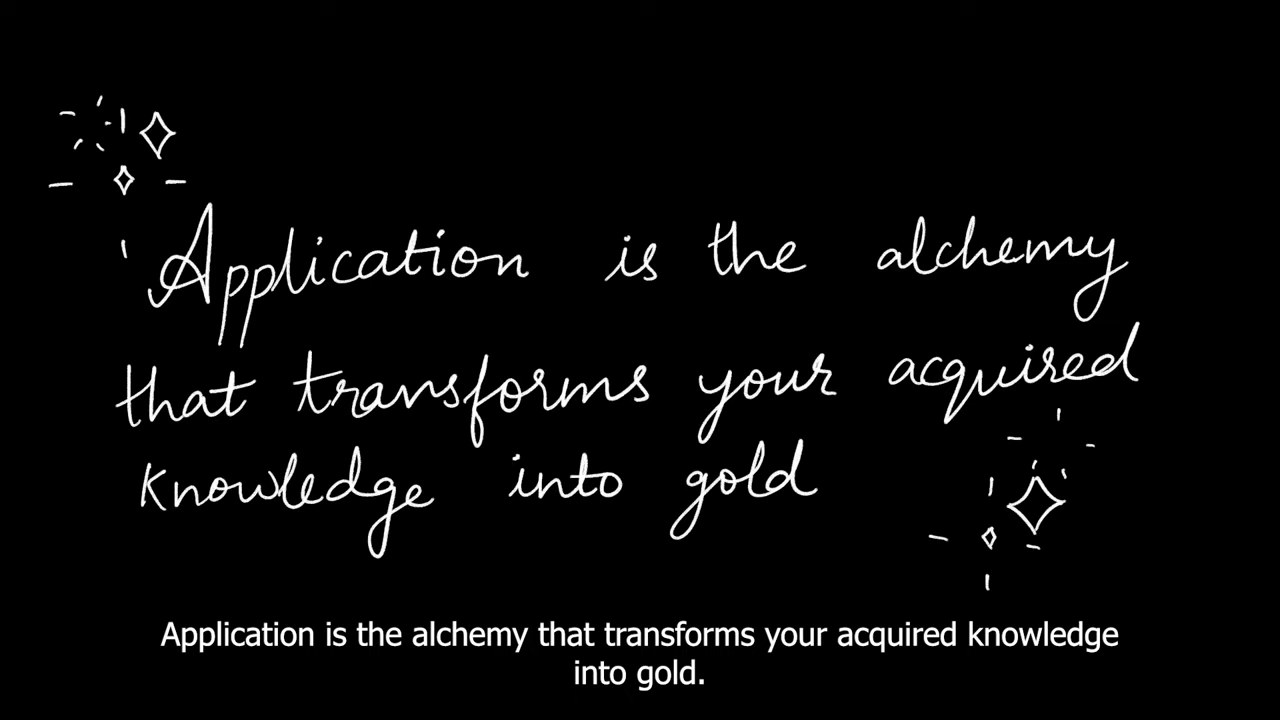 Application is the alchemy
that transforms your acquired
knowledge into gold
Application is the alchemy that transforms your acquired knowledge
into gold.